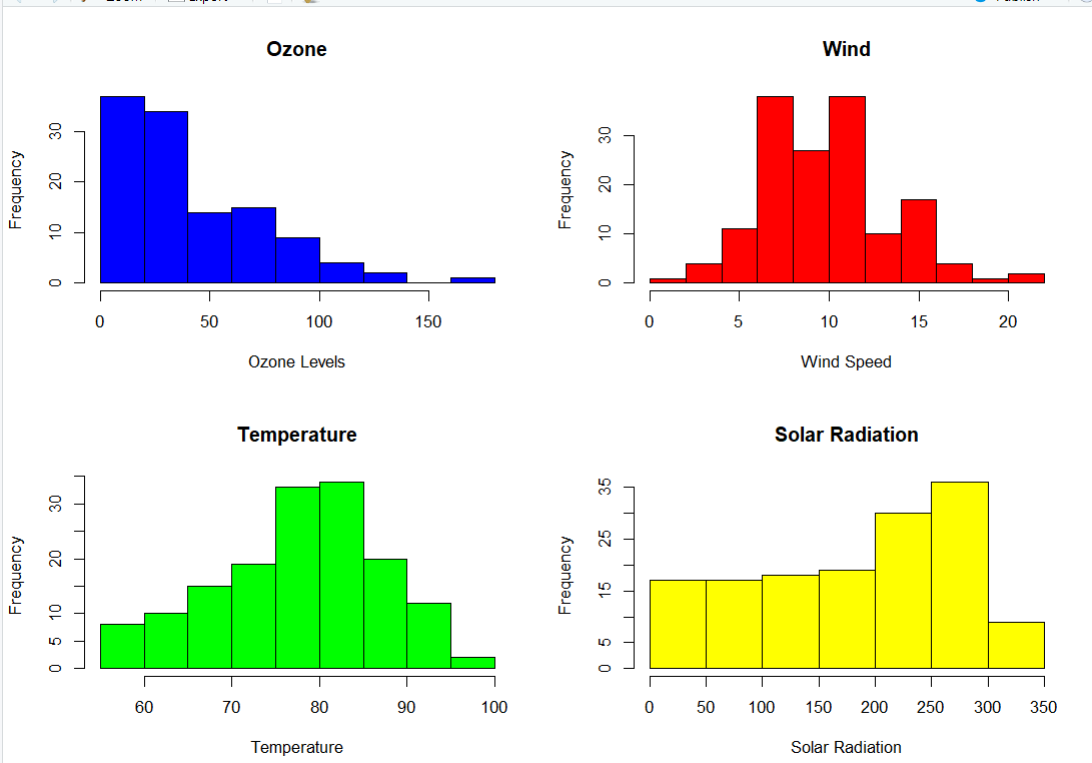 Ozone
Frequency
0 10 20 30
0 50 100 150
Ozone Levels
Wind
Frequency
0 10 20 30
0 5 10 15 20
Wind Speed
Temperature
Frequency
0 5 10 20 30
60 70 80 90 100
Temperature
Solar Radiation
Frequency
0 5 15 25 35
0 50 100 150 200 250 300 350
Solar Radiation